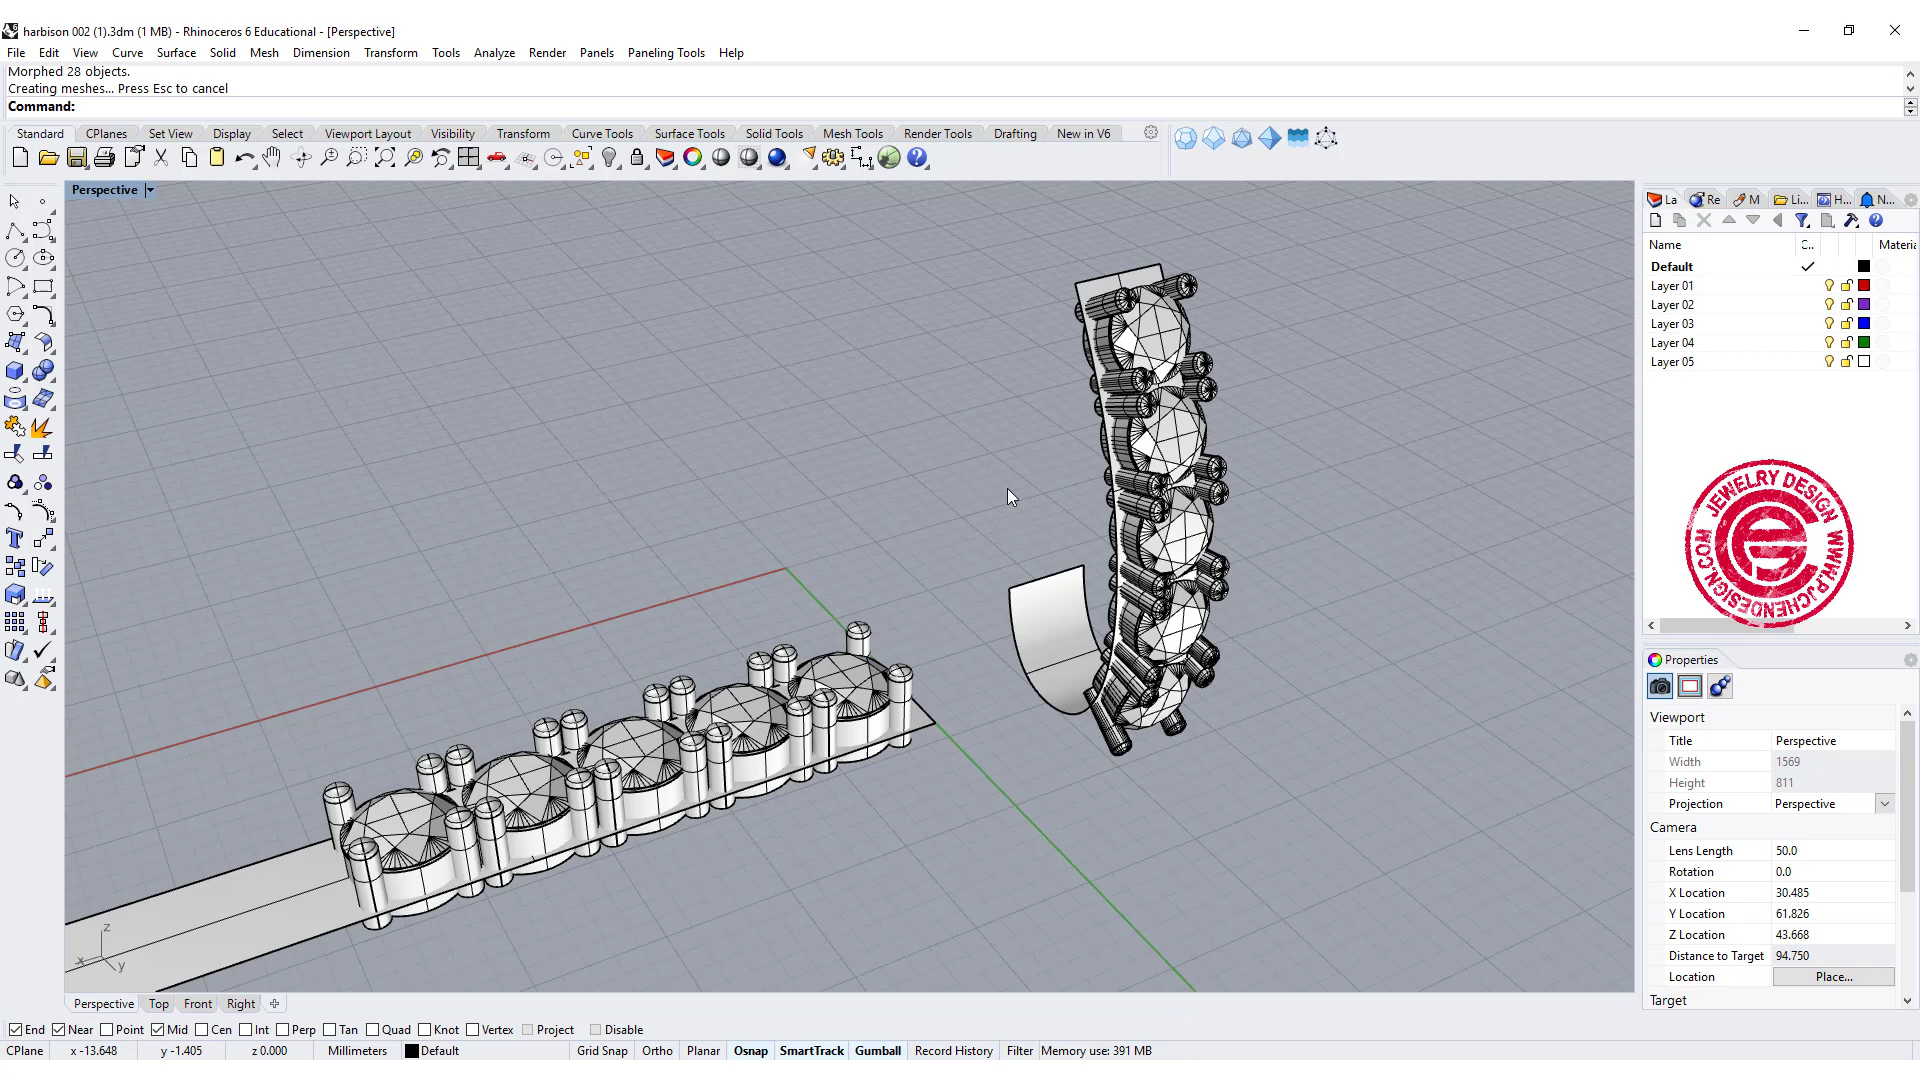 harbison 002 (1).3dm (1 MB) - Rhinoceros 6 Educational - [Perspective]
File Edit View Curve Surface Solid Mesh Dimension Transform Tools Analyze Render Panels Paneling Tools Help
Morphed 28 objects.
Creating meshes... Press Esc to cancel
Command:
Standard CPlanes Set View Display Select Viewport Layout Visibility Transform Curve Tools Surface Tools Solid Tools Mesh Tools Render Tools Drafting New in V6
Perspective
La Re M Li... H... N...
Name C.. Materia
Default
Layer 01
Layer 02
Layer 03
Layer 04
Layer 05
JEWELRY DESIGN WWW.PJCHENDESIGN.COM
Properties
Viewport
Title Perspective
Width 1569
Height 811
Projection Perspective
Camera
Lens Length 50.0
Rotation 0.0
X Location 30.485
Y Location 61.826
Z Location 43.668
Distance to Target 94.750
Location Place...
Target
z
x
y
Perspective Top Front Right
End Near Point Mid Cen Int Perp Tan Quad Knot Vertex Project Disable
CPlane x -13.648 y -1.405 z 0.000 Millimeters Default Grid Snap Ortho Planar Osnap SmartTrack Gumball Record History Filter Memory use: 391 MB